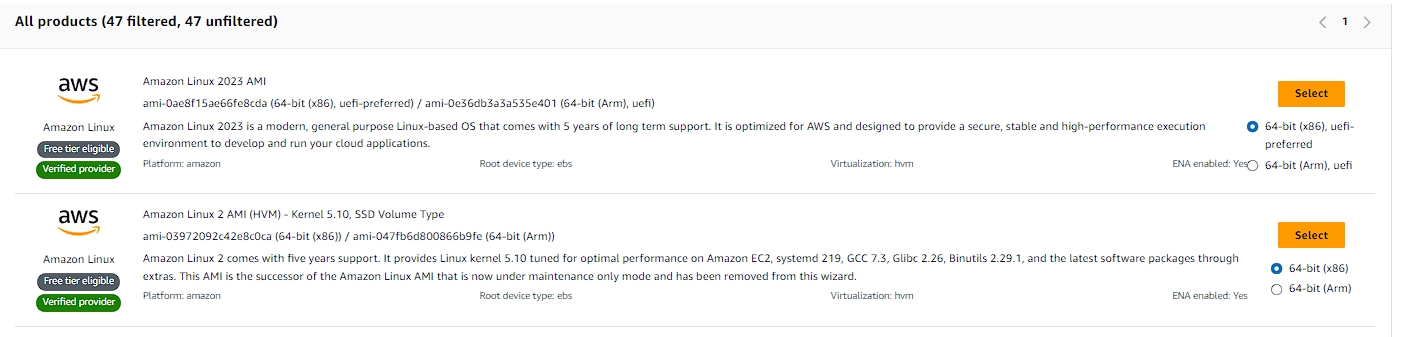 All products (47 filtered, 47 unfiltered)
1
aws
Amazon Linux
Free tier eligible
Verified provider
Amazon Linux 2023 AMI
ami-0ae8f15ae66fe8cda (64-bit (x86), uefi-preferred) / ami-0e36db3a3a535e401 (64-bit (Arm), uefi)
Amazon Linux 2023 is a modern, general purpose Linux-based OS that comes with 5 years of long term support. It is optimized for AWS and designed to provide a secure, stable and high-performance execution
environment to develop and run your cloud applications.
Platform: amazon Root device type: ebs Virtualization: hvm ENA enabled: Yes
Select
64-bit (x86), uefi-
preferred
64-bit (Arm), uefi
aws
Amazon Linux
Free tier eligible
Verified provider
Amazon Linux 2 AMI (HVM) - Kernel 5.10, SSD Volume Type
ami-03972092c42e8c0ca (64-bit (x86)) / ami-047fb6d800866b9fe (64-bit (Arm))
Amazon Linux 2 comes with five years support. It provides Linux kernel 5.10 tuned for optimal performance on Amazon EC2, systemd 219, GCC 7.3, Glibc 2.26, Binutils 2.29.1, and the latest software packages through
extras. This AMI is the successor of the Amazon Linux AMI that is now under maintenance only mode and has been removed from this wizard.
Platform: amazon Root device type: ebs Virtualization: hvm ENA enabled: Yes
Select
64-bit (x86)
64-bit (Arm)